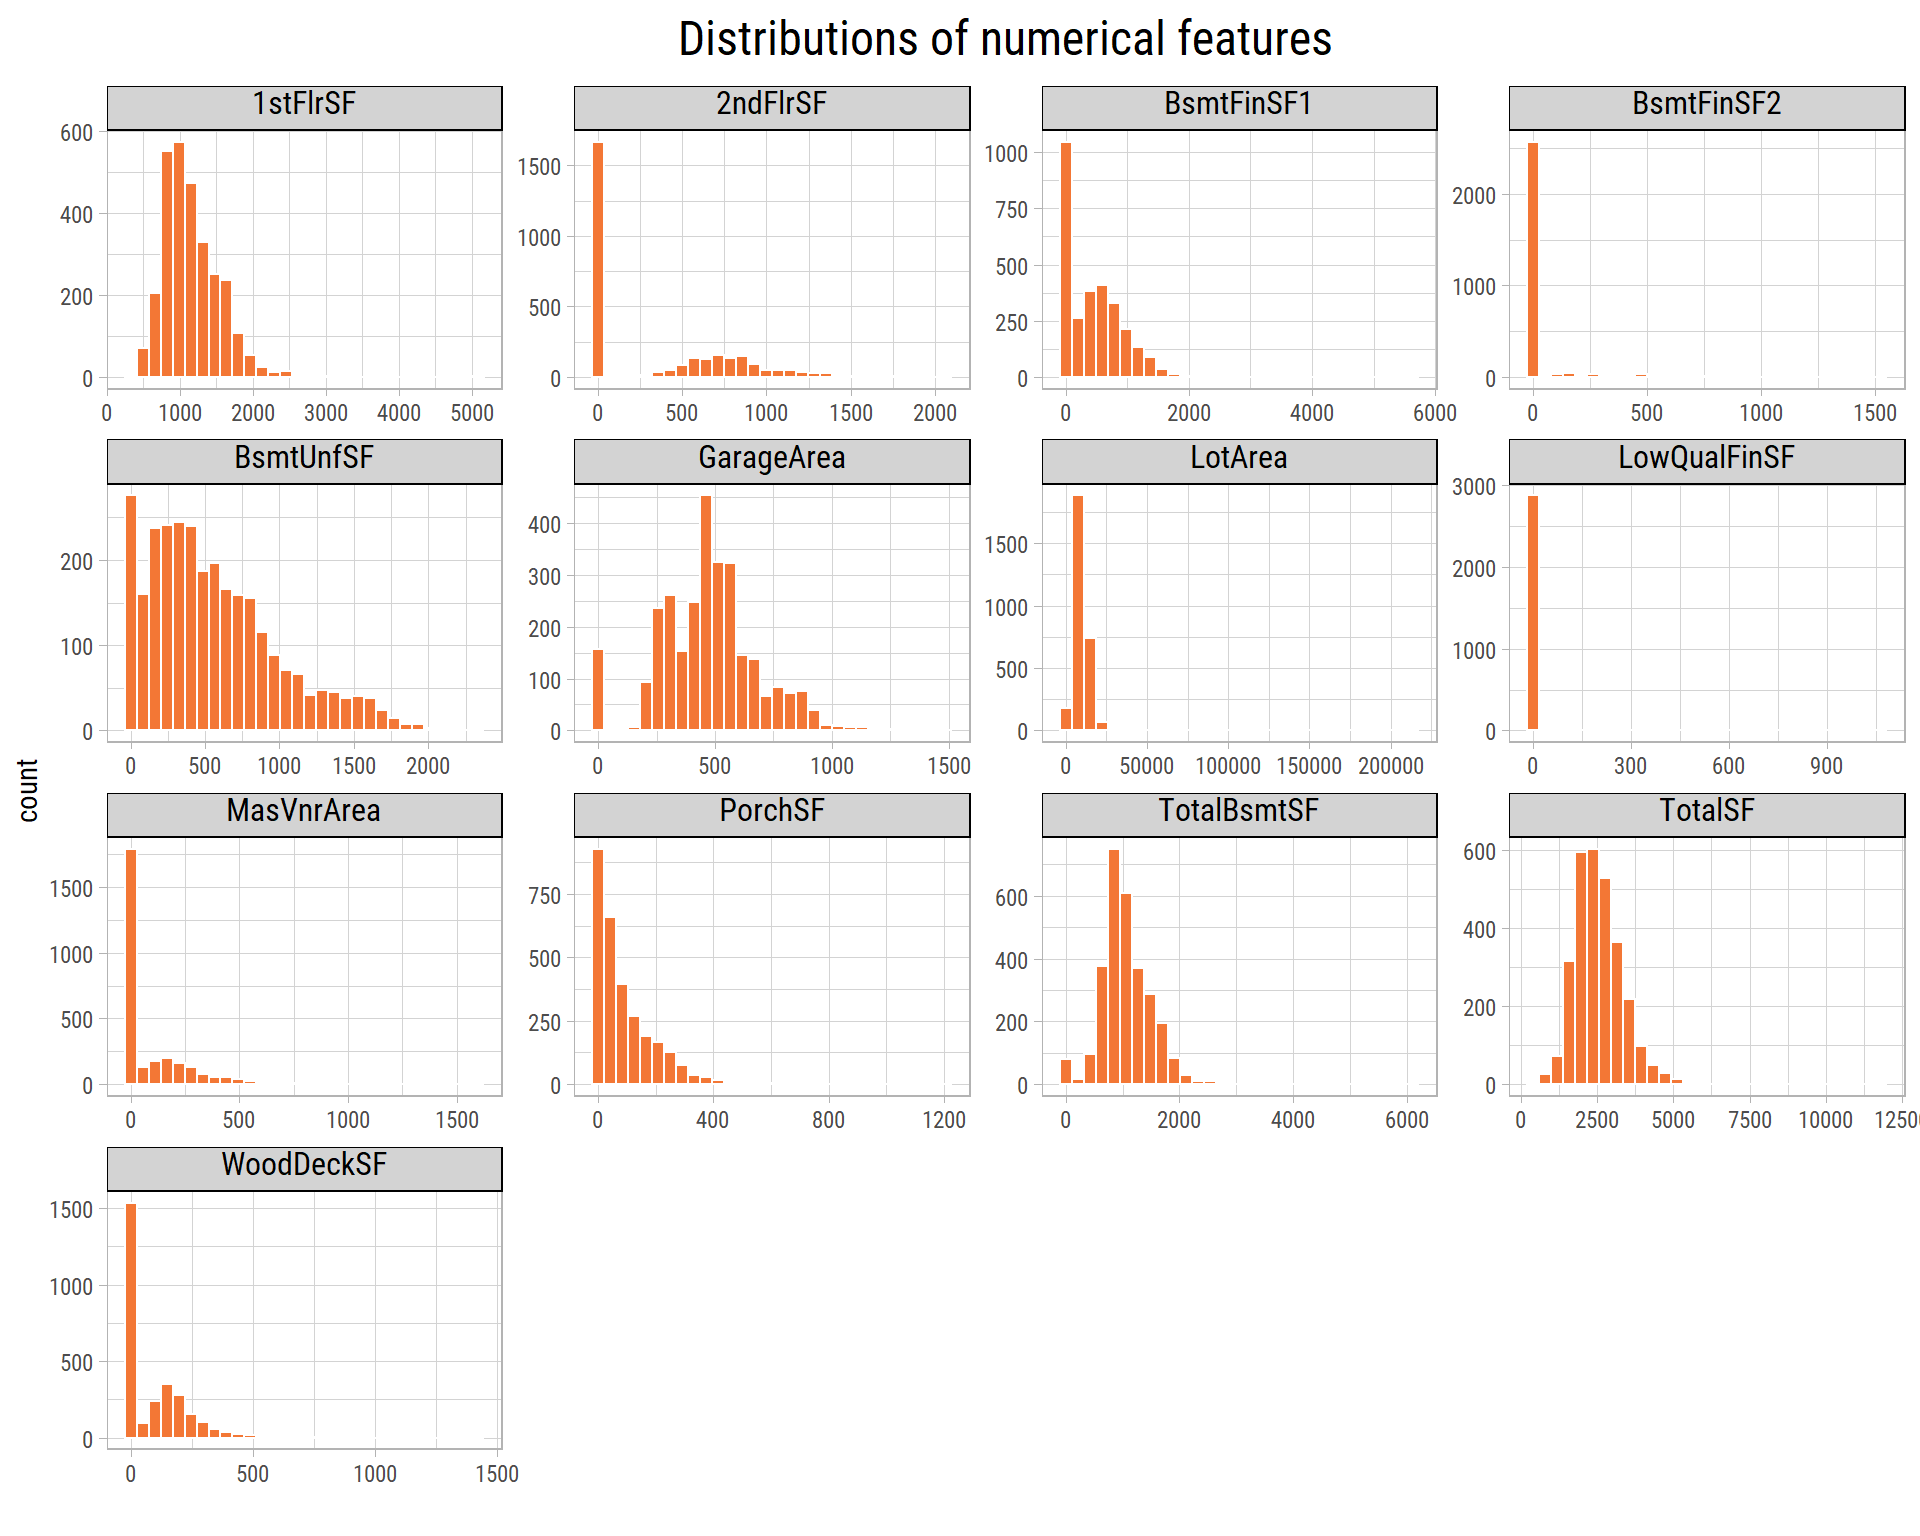 Distributions of numerical features
1stFlrSF 2ndFlrSF BsmtFinSF1 BsmtFinSF2
600
400
200
0
0 1000 2000 3000 4000 5000
1500
1000
500
0
0 500 1000 1500 2000
1000
750
500
250
0
0 2000 4000 6000
2000
1000
0
0 500 1000 1500
BsmtUnfSF GarageArea LotArea LowQualFinSF
200
100
0
0 500 1000 1500 2000
400
300
200
100
0
0 500 1000 1500
1500
1000
500
0
0 50000 100000 150000 200000
3000
2000
1000
0
0 300 600 900
count
MasVnrArea PorchSF TotalBsmtSF TotalSF
1500
1000
500
0
0 500 1000 1500
750
500
250
0
0 400 800 1200
600
400
200
0
0 2000 4000 6000
600
400
200
0
0 2500 5000 7500 10000
WoodDeckSF
1500
1000
500
0
0 500 1000 1500